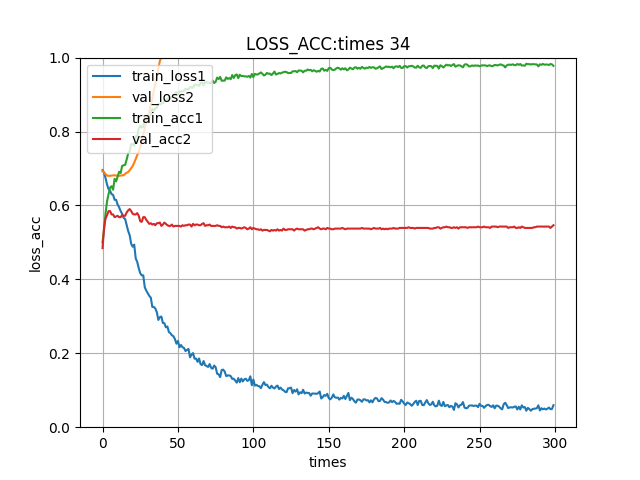 LOSS_ACC:times 34
train_loss1
val_loss2
train_acc1
val_acc2
loss_acc
1.0
0.8
0.6
0.4
0.2
0.0
0 50 100 150 200 250 300
times